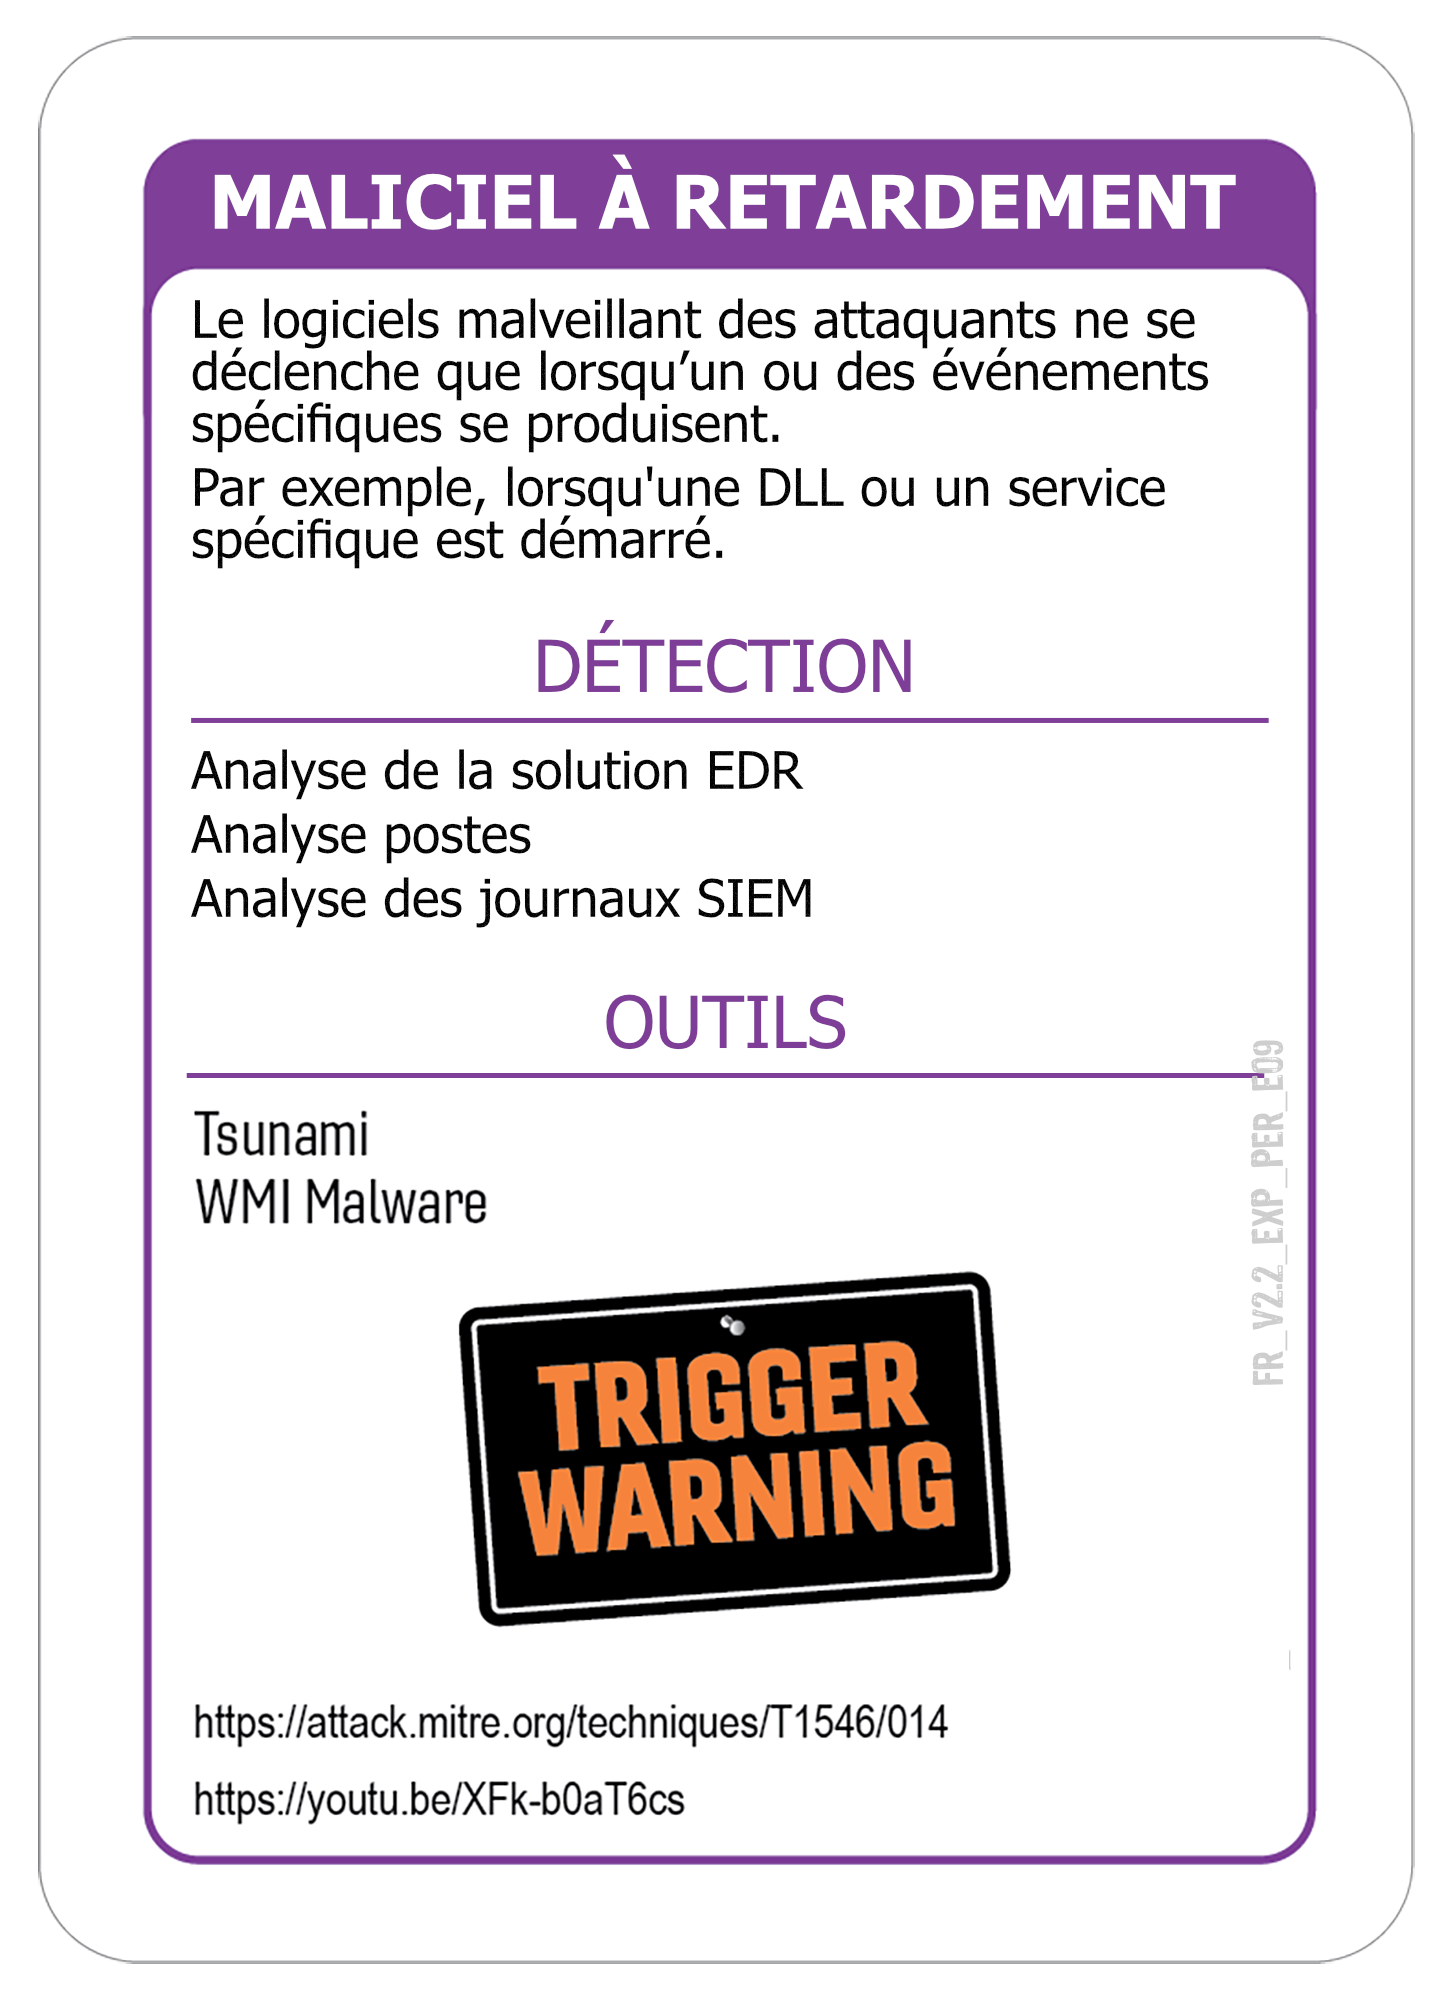 MALICIEL À RETARDEMENT
Le logiciels malveillant des attaquants ne se
déclenche que lorsqu’un ou des événements
spécifiques se produisent.
Par exemple, lorsqu'une DLL ou un service
spécifique est démarré.
DÉTECTION
Analyse de la solution EDR
Analyse postes
Analyse des journaux SIEM
OUTILS
Tsunami
WMI Malware
FR_V2.2_EXP_PER_E09
TRIGGER
WARNING
https://attack.mitre.org/techniques/T1546/014
https://youtu.be/XFk-b0aT6cs